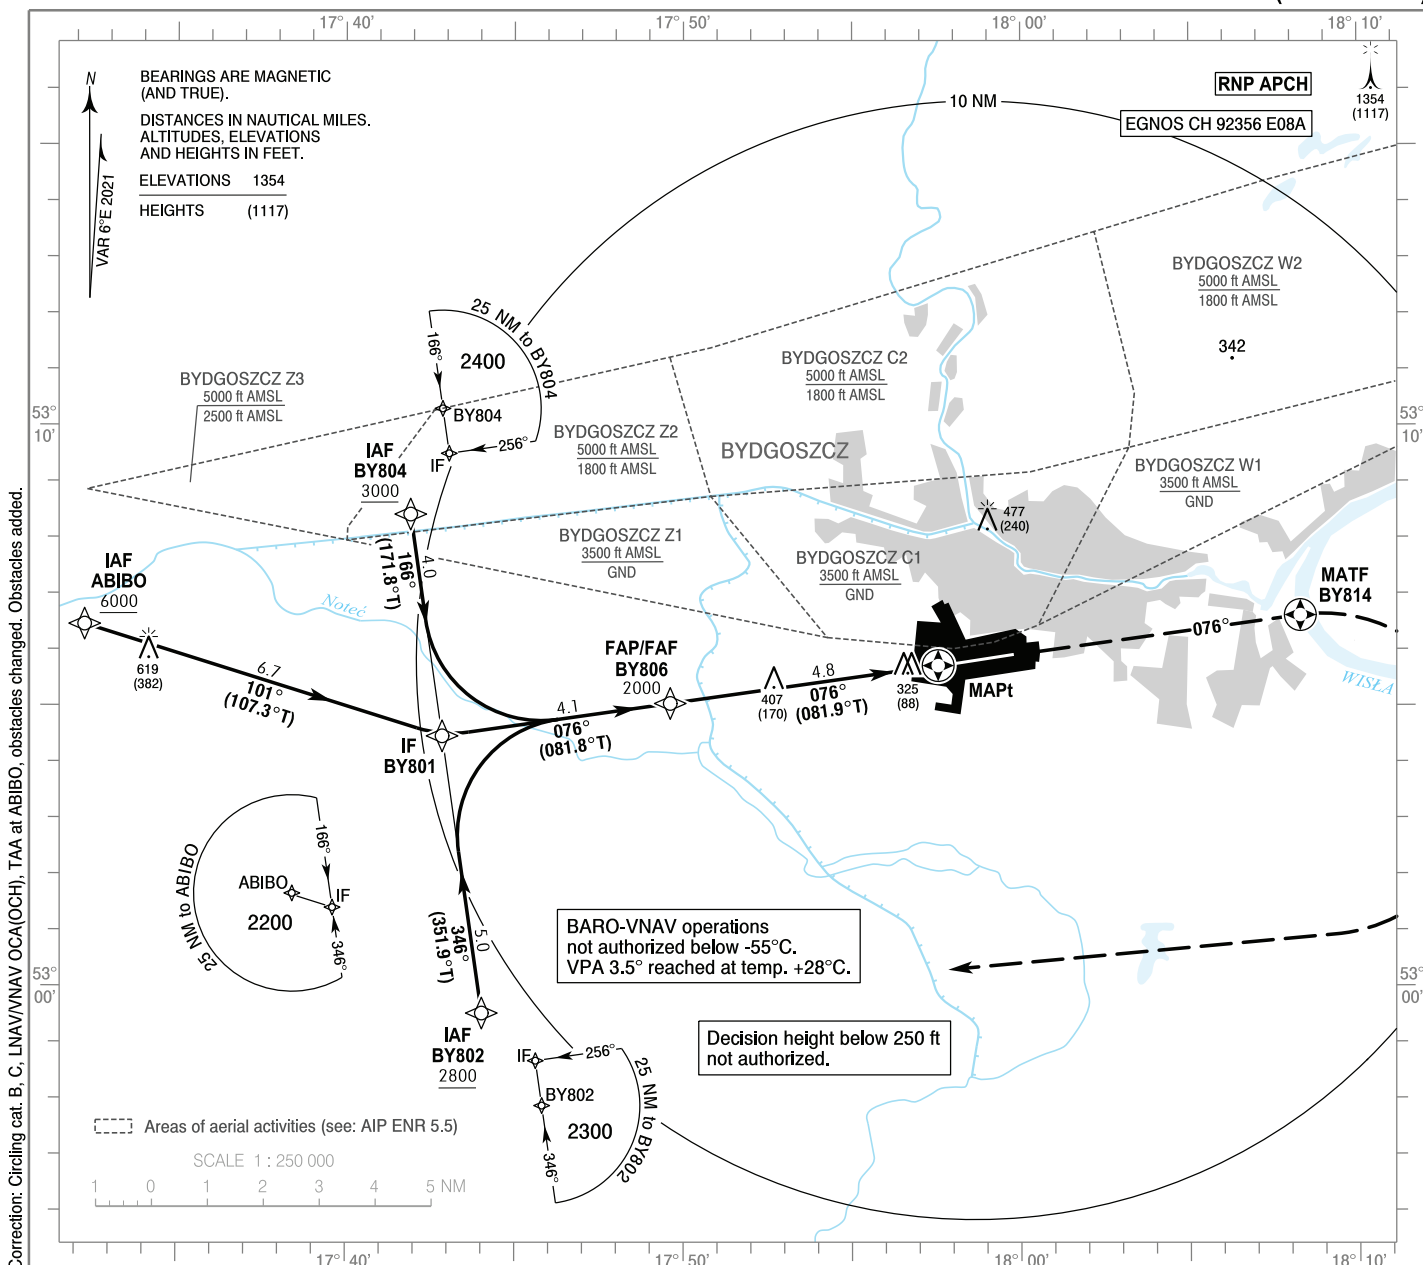 17° 40'
17° 50'
18° 00'
18° 10'
N
VAR 6°E 2021
BEARINGS ARE MAGNETIC
(AND TRUE).
DISTANCES IN NAUTICAL MILES.
ALTITUDES, ELEVATIONS
AND HEIGHTS IN FEET.
ELEVATIONS 1354
HEIGHTS (1117)
10 NM
RNP APCH
EGNOS CH 92356 E08A
1354
(1117)
BYDGOSZCZ W2
5000 ft AMSL
1800 ft AMSL
342
25 NM to BY804
166°
2400
BY804
256°
IF
BYDGOSZCZ Z3
5000 ft AMSL
2500 ft AMSL
BYDGOSZCZ C2
5000 ft AMSL
1800 ft AMSL
53°
10'
53°
10'
BYDGOSZCZ Z2
5000 ft AMSL
1800 ft AMSL
BYDGOSZCZ
BYDGOSZCZ W1
3500 ft AMSL
GND
IAF
BY804
3000
477
(240)
BYDGOSZCZ Z1
3500 ft AMSL
GND
BYDGOSZCZ C1
3500 ft AMSL
GND
IAF
ABIBO
6000
166°
(171.8°T)
4.0
Noteć
MATF
BY814
076°
619
(382)
6.7
101°
(107.3°T)
FAP/FAF
BY806
2000
407
(170)
4.8
076°
(081.9°T)
325
(88)
MAPt
WISŁA
4.1
076°
(081.8°T)
IF
BY801
25 NM to ABIBO
166°
ABIBO
IF
2200
346°
346°
(351.9°T)
5.0
BARO-VNAV operations
not authorized below -55°C.
VPA 3.5° reached at temp. +28°C.
53°
00'
53°
00'
IAF
BY802
2800
Decision height below 250 ft
not authorized.
IF
256°
BY802
2300
346°
25 NM to BY802
Areas of aerial activities (see: AIP ENR 5.5)
SCALE 1 : 250 000
1 0 1 2 3 4 5 NM
17° 40'
17° 50'
18° 00'
18° 10'
Correction: Circling cat. B, C, LNAV/VNAV OCA(OCH), TAA at ABIBO, obstacles changed. Obstacles added.